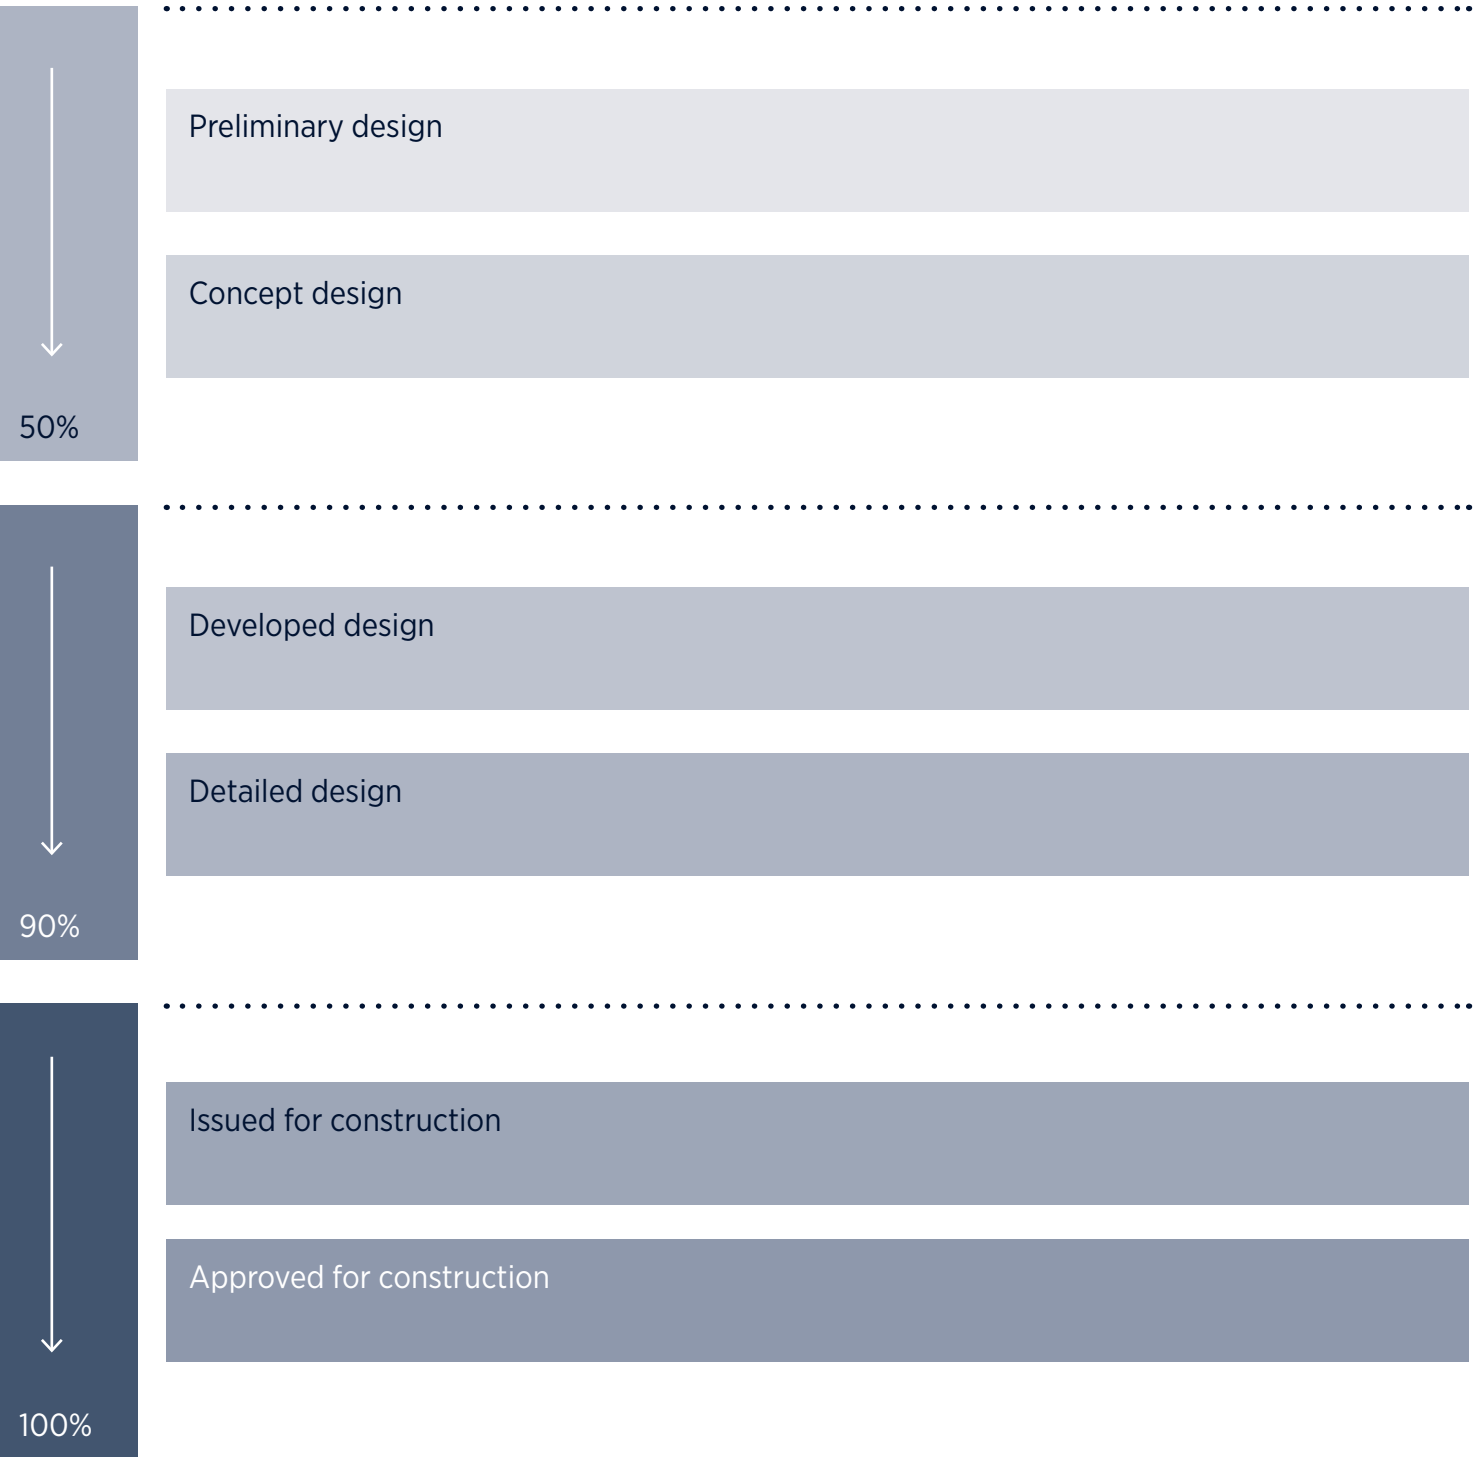 Preliminary design
Concept design
50%
Developed design
Detailed design
90%
Issued for construction
Approved for construction
100%